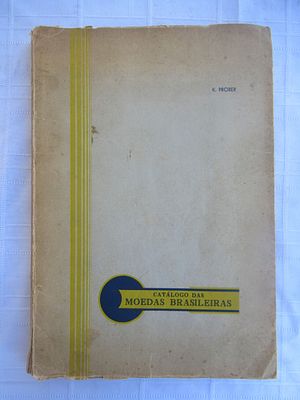 K. PROBER
CATÁLOGO DAS
MOEDAS BRASILEIRAS